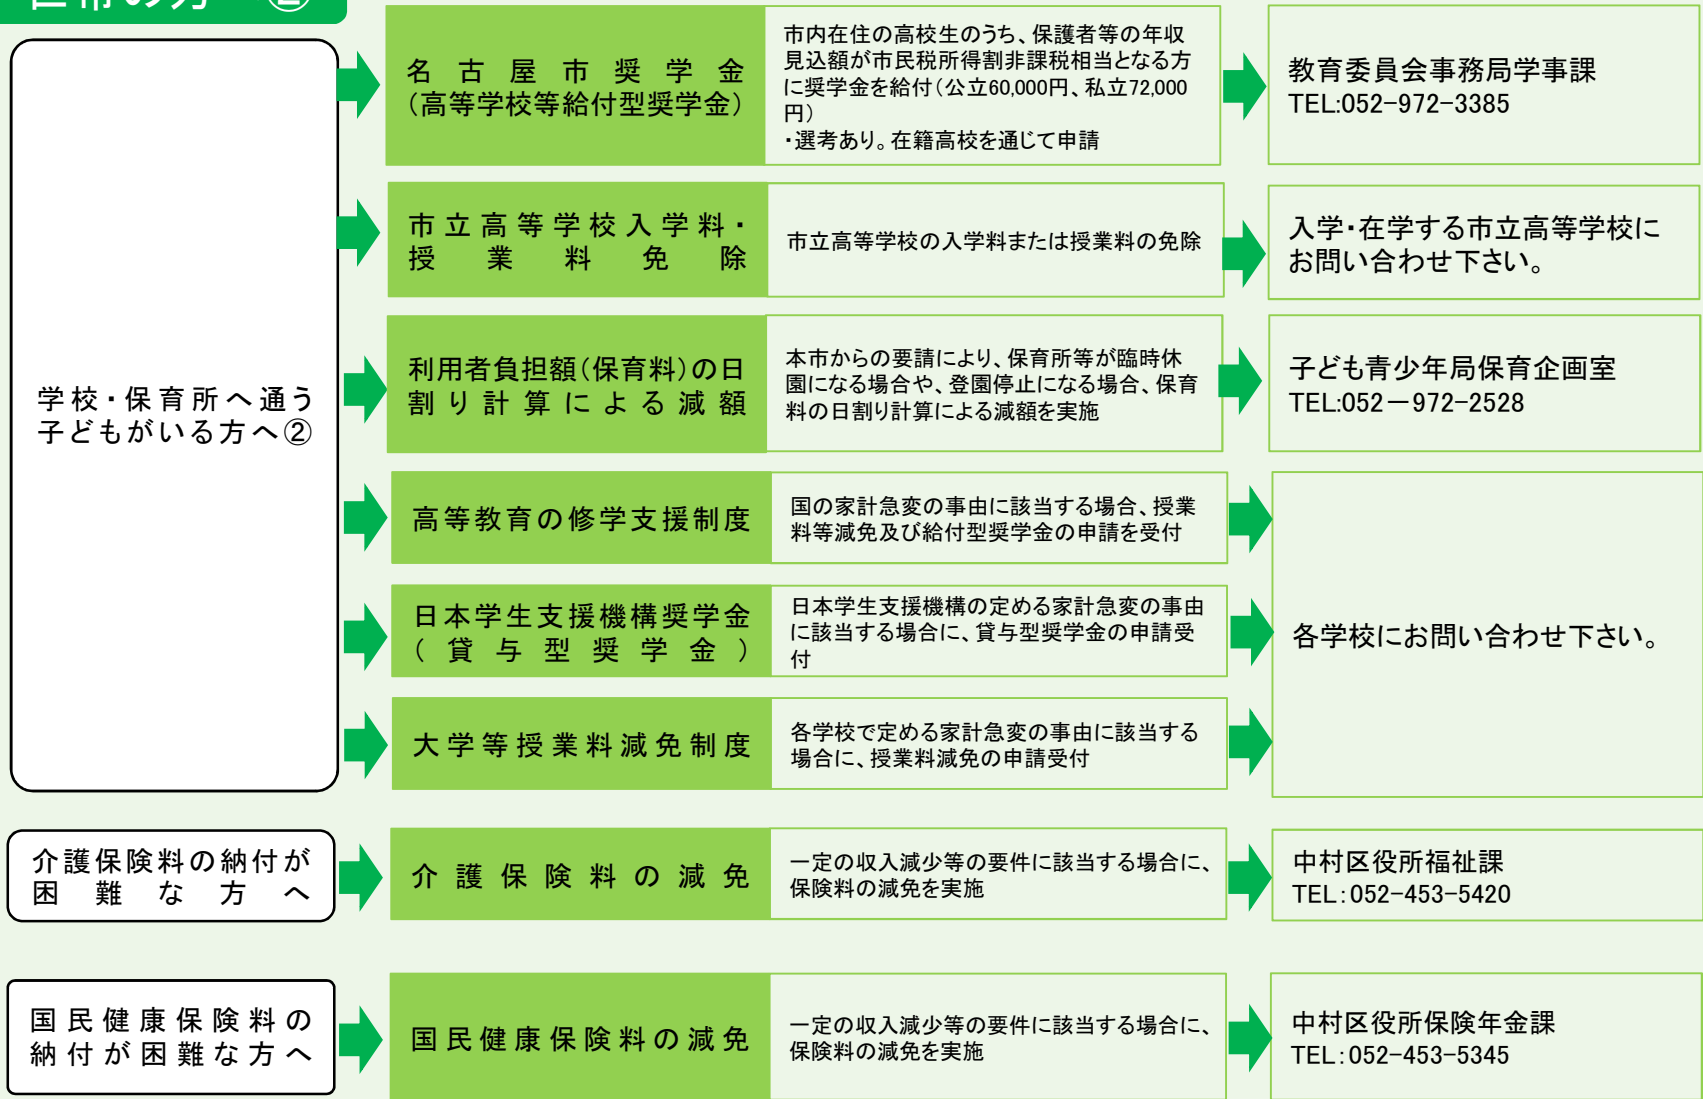 学校・保育所へ通う
子どもがいる方へ②
名古屋市奨学金
（高等学校等給付型奨学金）
市内在住の高校生のうち、保護者等の年収
見込額が市民税所得割非課税相当となる方
に奨学金を給付（公立60,000円、私立72,000
円）
・選考あり。在籍高校を通じて申請
教育委員会事務局学事課
TEL:052-972-3385
市立高等学校入学料・
授業料免除
市立高等学校の入学料または授業料の免除
入学・在学する市立高等学校に
お問い合わせ下さい。
利用者負担額（保育料）の日
割り計算による減額
本市からの要請により、保育所等が臨時休
園になる場合や、登園停止になる場合、保育
料の日割り計算による減額を実施
子ども青少年局保育企画室
TEL:052－972-2528
高等教育の修学支援制度
国の家計急変の事由に該当する場合、授業
料等減免及び給付型奨学金の申請を受付
日本学生支援機構奨学金
（貸与型奨学金）
日本学生支援機構の定める家計急変の事由
に該当する場合に、貸与型奨学金の申請受
付
各学校にお問い合わせ下さい。
大学等授業料減免制度
各学校で定める家計急変の事由に該当する
場合に、授業料減免の申請受付
介護保険料の納付が
困難な方へ
介護保険料の減免
一定の収入減少等の要件に該当する場合に、
保険料の減免を実施
中村区役所福祉課
TEL：052-453-5420
国民健康保険料の
納付が困難な方へ
国民健康保険料の減免
一定の収入減少等の要件に該当する場合に、
保険料の減免を実施
中村区役所保険年金課
TEL：052-453-5345